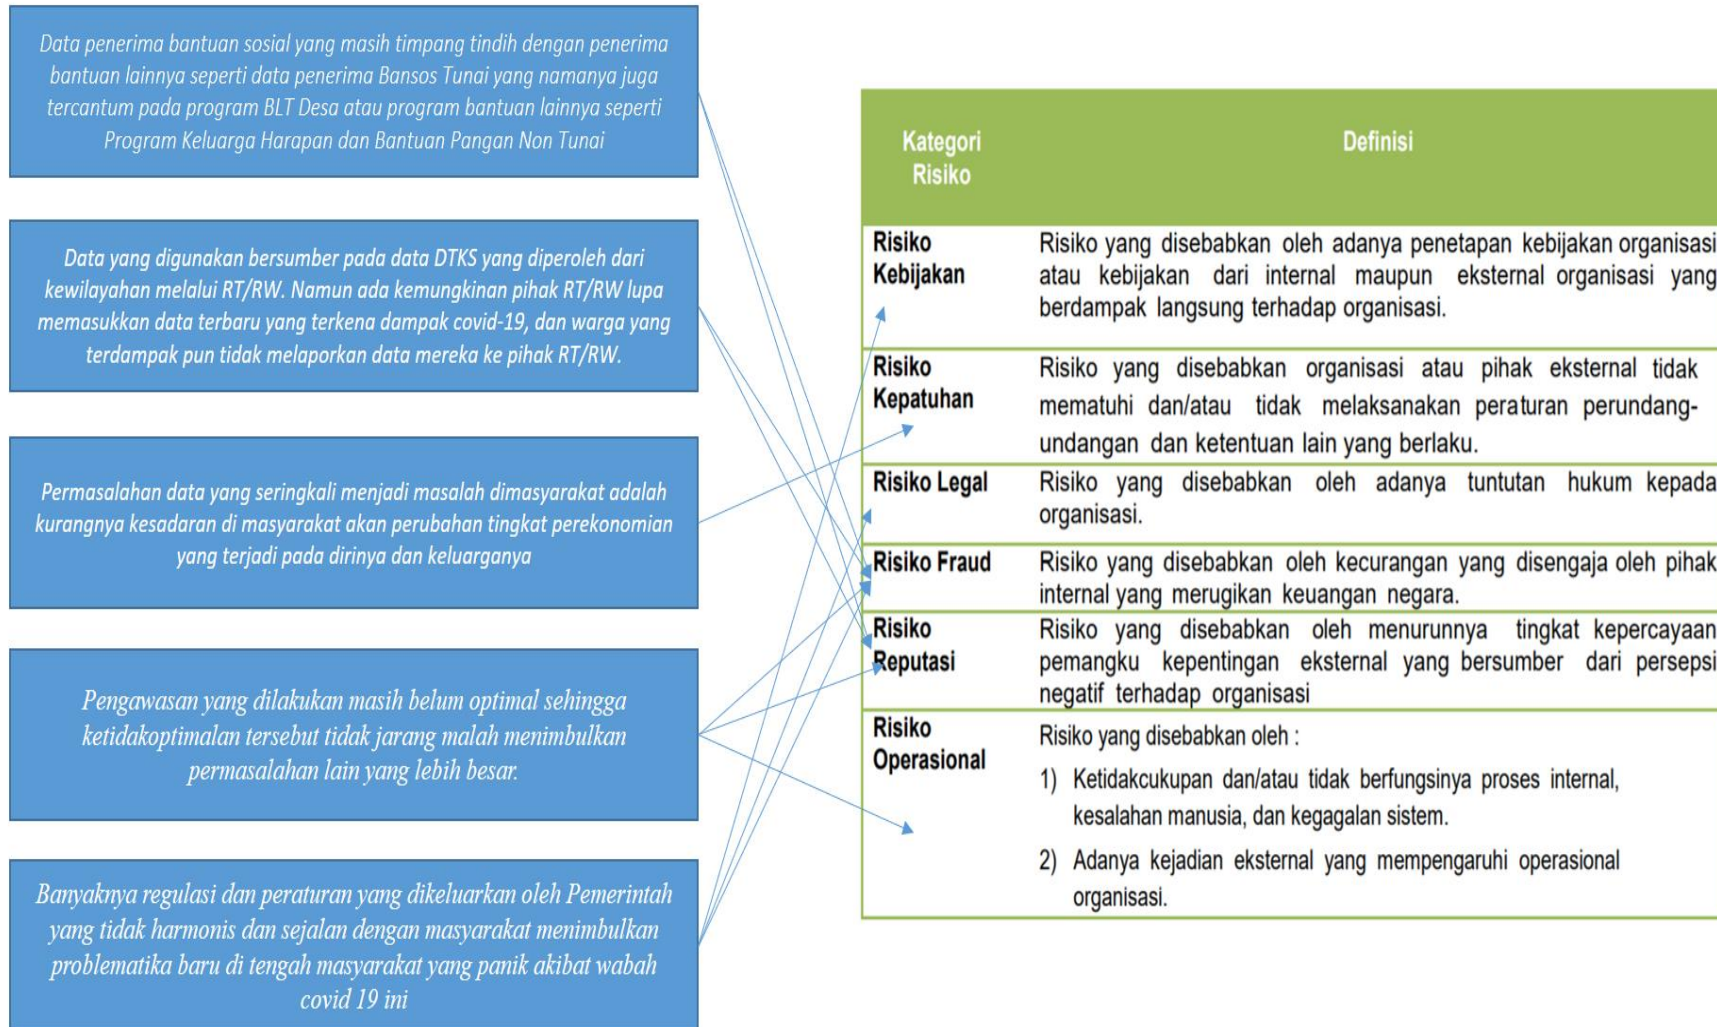 Data penerima bantuan sosial yang masih timpang tindih dengan penerima
bantuan lainnya seperti data penerima Bansos Tunai yang namanya juga
tercantum pada program BLT Desa atau program bantuan lainnya seperti
Program Keluarga Harapan dan Bantuan Pangan Non Tunai
Data yang digunakan bersumber pada data DTKS yang diperoleh dari
kewilayahan melalui RT/RW. Namun ada kemungkinan pihak RT/RW lupa
memasukkan data terbaru yang terkena dampak covid-19, dan warga yang
terdampak pun tidak melaporkan data mereka ke pihak RT/RW.
Permasalahan data yang seringkali menjadi masalah dimasyarakat adalah
kurangnya kesadaran di masyarakat akan perubahan tingkat perekonomian
yang terjadi pada dirinya dan keluarganya
Pengawasan yang dilakukan masih belum optimal sehingga
ketidakoptimalan tersebut tidak jarang malah menimbulkan
permasalahan lain yang lebih besar.
Banyaknya regulasi dan peraturan yang dikeluarkan oleh Pemerintah
yang tidak harmonis dan sejalan dengan masyarakat menimbulkan
problematika baru di tengah masyarakat yang panik akibat wabah
covid 19 ini
Kategori
Risiko
Definisi
Risiko
Kebijakan
Risiko yang disebabkan oleh adanya penetapan kebijakan organisasi
atau kebijakan dari internal maupun eksternal organisasi yang
berdampak langsung terhadap organisasi.
Risiko
Kepatuhan
Risiko yang disebabkan organisasi atau pihak eksternal tidak
mematuhi dan/atau tidak melaksanakan peraturan perundang-
undangan dan ketentuan lain yang berlaku.
Risiko Legal
Risiko yang disebabkan oleh adanya tuntutan hukum kepada
organisasi.
Risiko Fraud
Risiko yang disebabkan oleh kecurangan yang disengaja oleh pihak
internal yang merugikan keuangan negara.
Risiko
Reputasi
Risiko yang disebabkan oleh menurunnya tingkat kepercayaan
pemangku kepentingan eksternal yang bersumber dari persepsi
negatif terhadap organisasi
Risiko
Operasional
Risiko yang disebabkan oleh :
1) Ketidakcukupan dan/atau tidak berfungsinya proses internal,
kesalahan manusia, dan kegagalan sistem.
2) Adanya kejadian eksternal yang mempengaruhi operasional
organisasi.